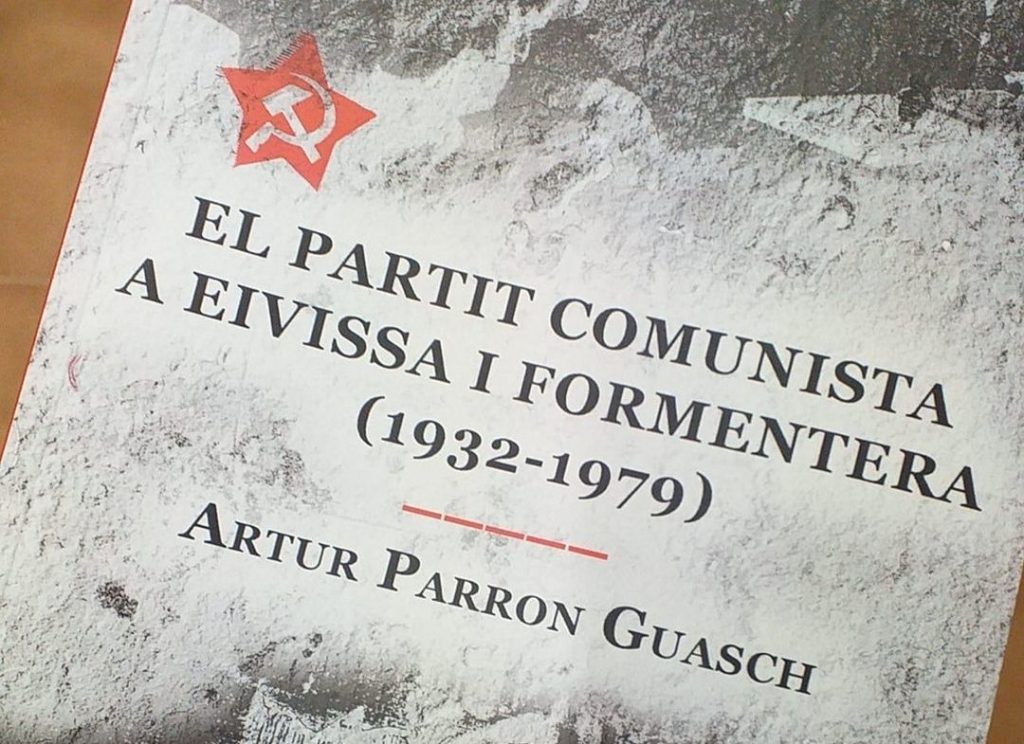 EL PARTIT COMUNISTA
A EIVISSA I FORMENTERA
(1932-1979)
ARTUR PARRON GUASCH